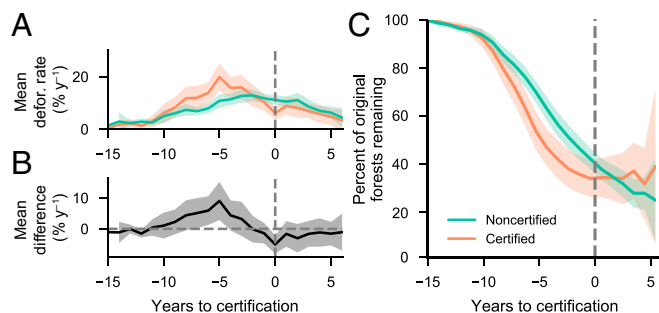 A
Mean
defor. rate
(% y⁻¹)
20
10
0
−15 −10 −5 0 5
B
Mean
difference
(% y⁻¹)
10
0
−15 −10 −5 0 5
Years to certification
C
Percent of original
forests remaining
100
80
60
40
20
0
Noncertified
Certified
−15 −10 −5 0 5
Years to certification